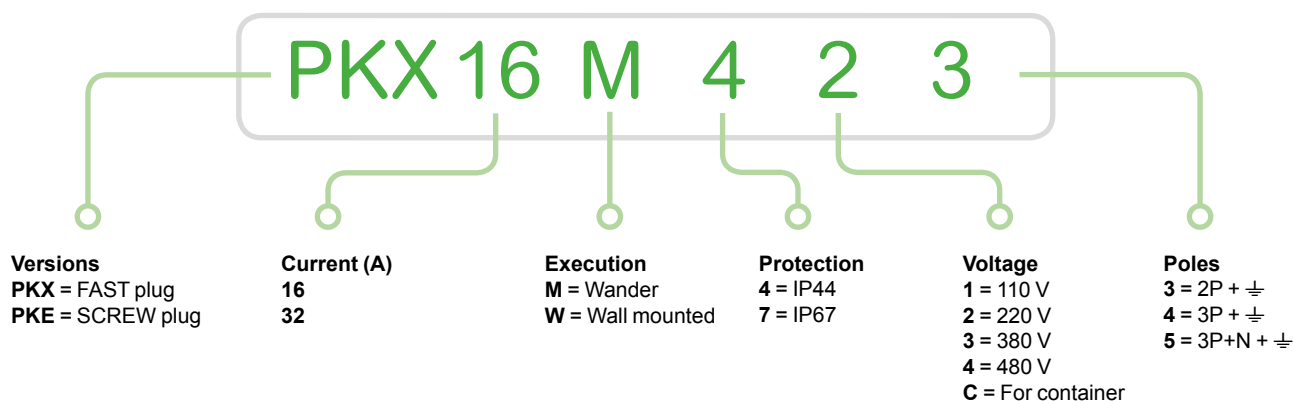 PKX 16 M 4 2 3
Versions
PKX = FAST plug
PKE = SCREW plug
Current (A)
16
32
Execution
M = Wander
W = Wall mounted
Protection
4 = IP44
7 = IP67
Voltage
1 = 110 V
2 = 220 V
3 = 380 V
4 = 480 V
C = For container
Poles
3 = 2P + ⏚
4 = 3P + ⏚
5 = 3P+N + ⏚